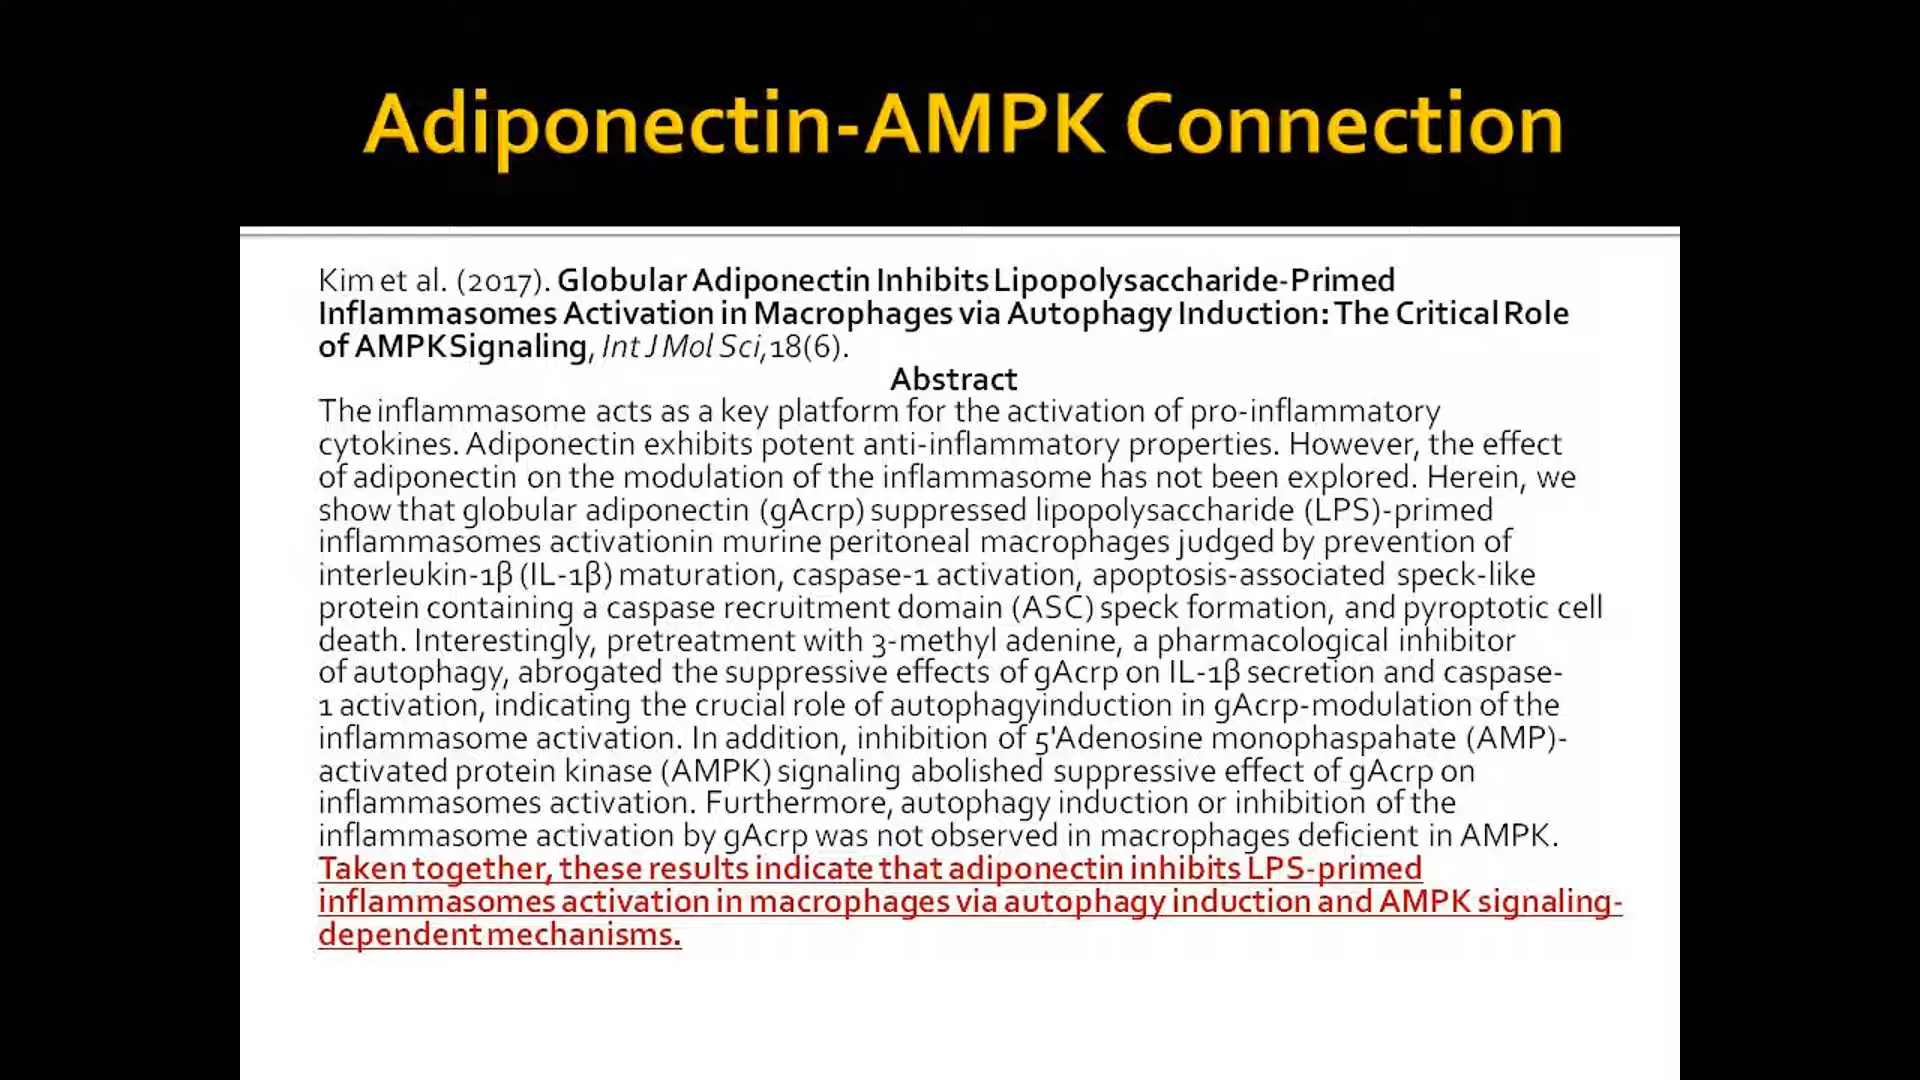 Adiponectin-AMPK Connection
Kim et al. (2017). Globular Adiponectin Inhibits Lipopolysaccharide-Primed
Inflammasomes Activation in Macrophages via Autophagy Induction: The Critical Role
of AMPK Signaling, Int J Mol Sci, 18(6).
Abstract
The inflammasome acts as a key platform for the activation of pro-inflammatory
cytokines. Adiponectin exhibits potent anti-inflammatory properties. However, the effect
of adiponectin on the modulation of the inflammasome has not been explored. Herein, we
show that globular adiponectin (gAcrp) suppressed lipopolysaccharide (LPS)-primed
inflammasomes activationin murine peritoneal macrophages judged by prevention of
interleukin-1β (IL-1β) maturation, caspase-1 activation, apoptosis-associated speck-like
protein containing a caspase recruitment domain (ASC) speck formation, and pyroptotic cell
death. Interestingly, pretreatment with 3-methyl adenine, a pharmacological inhibitor
of autophagy, abrogated the suppressive effects of gAcrp on IL-1β secretion and caspase-
1 activation, indicating the crucial role of autophagyinduction in gAcrp-modulation of the
inflammasome activation. In addition, inhibition of 5'Adenosine monophaspahate (AMP)-
activated protein kinase (AMPK) signaling abolished suppressive effect of gAcrp on
inflammasomes activation. Furthermore, autophagy induction or inhibition of the
inflammasome activation by gAcrp was not observed in macrophages deficient in AMPK.
Taken together, these results indicate that adiponectin inhibits LPS-primed
inflammasomes activation in macrophages via autophagy induction and AMPK signaling-
dependent mechanisms.